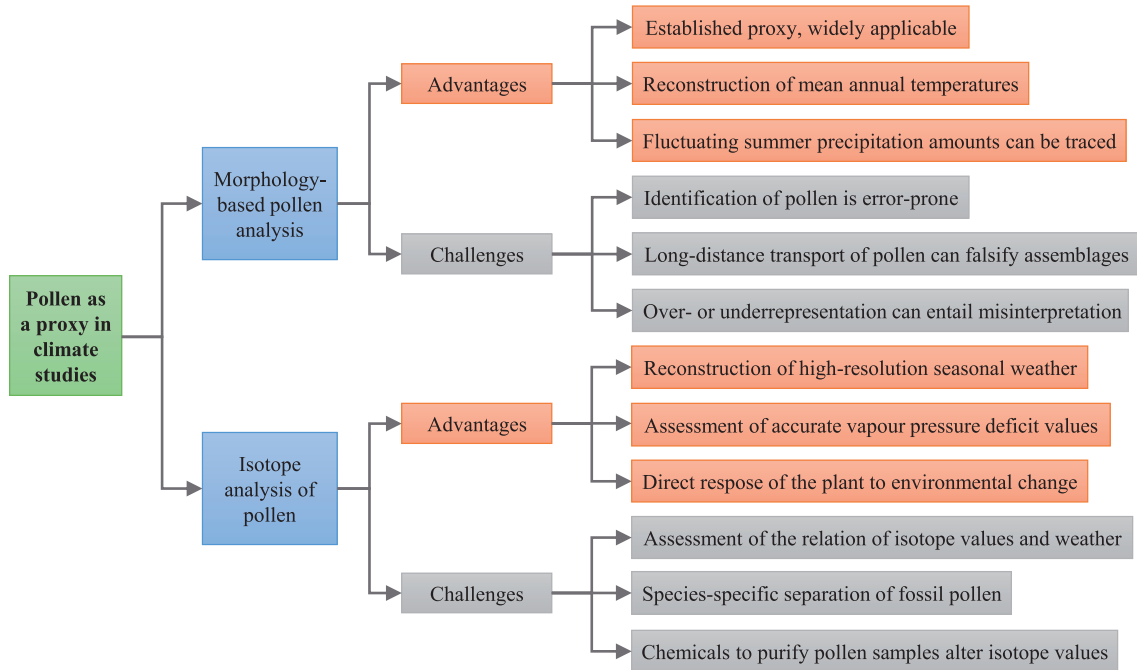 Pollen as
a proxy in
climate
studies
Morphology-
based pollen
analysis
Advantages
Established proxy, widely applicable
Reconstruction of mean annual temperatures
Fluctuating summer precipitation amounts can be traced
Challenges
Identification of pollen is error-prone
Long-distance transport of pollen can falsify assemblages
Over- or underrepresentation can entail misinterpretation
Isotope
analysis of
pollen
Advantages
Reconstruction of high-resolution seasonal weather
Assessment of accurate vapour pressure deficit values
Direct respose of the plant to environmental change
Challenges
Assessment of the relation of isotope values and weather
Species-specific separation of fossil pollen
Chemicals to purify pollen samples alter isotope values